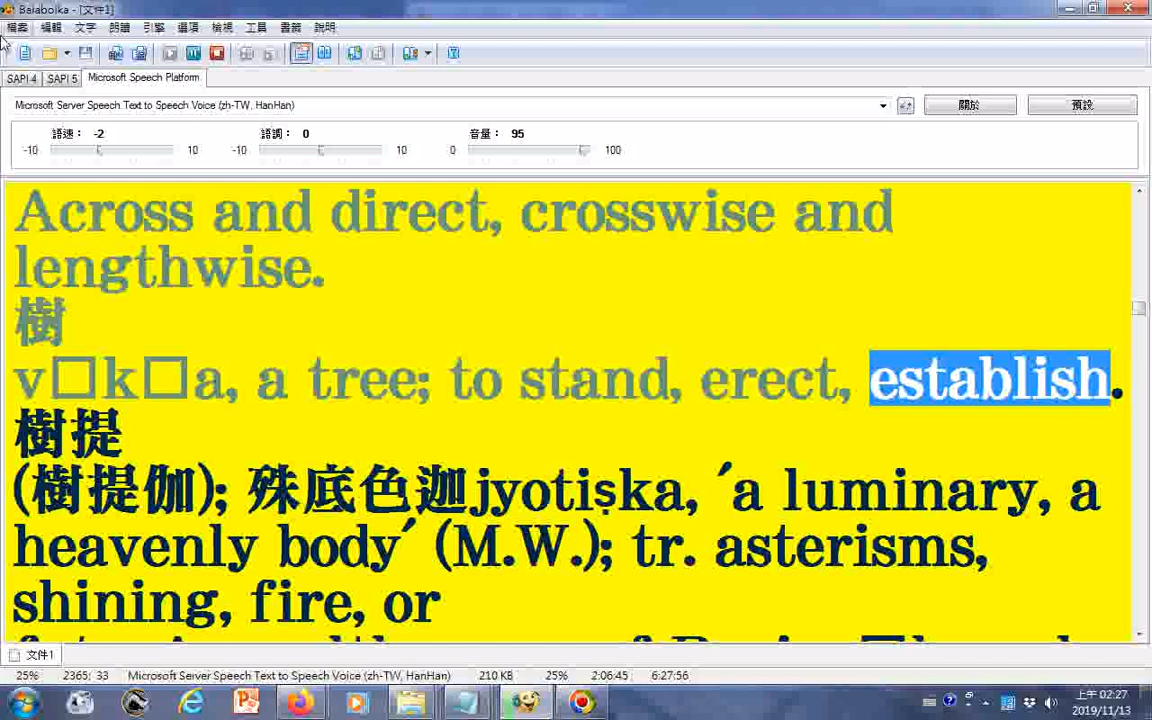 Balabolka - [文件1]
檔案 編輯 文字 朗讀 引擎 選項 檢視 工具 書籤 說明
SAPI 4 SAPI 5 Microsoft Speech Platform
Microsoft Server Speech Text to Speech Voice (zh-TW, HanHan)
關於 預設
語速： -2 語調： 0 音量： 95
-10 10 -10 10 0 100
Across and direct, crosswise and
lengthwise.
樹
v□k□a, a tree; to stand, erect, establish.
樹提
(樹提伽); 殊底色迦jyotiṣka, ′a luminary, a
heavenly body′ (M.W.); tr. asterisms,
shining, fire, or
文件1
25% 2365; 33 Microsoft Server Speech Text to Speech Voice (zh-TW, HanHan) 210 KB 25% 2:06:45 6:27:56
上午 02:27
2019/11/13